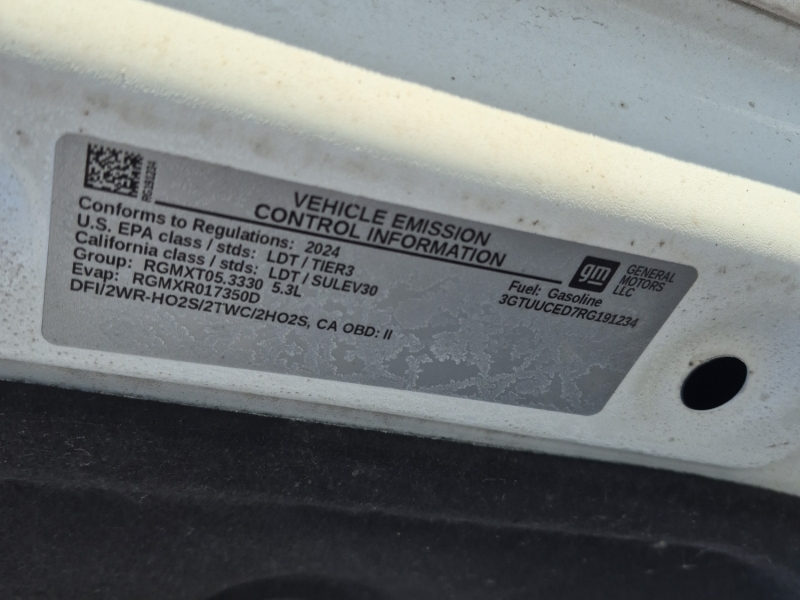 RG191234
VEHICLE EMISSION
CONTROL INFORMATION
Conforms to Regulations: 2024
U.S. EPA class / stds: LDT / TIER3
California class / stds: LDT / SULEV30
Group: RGMXT05.3330 5.3L
Evap: RGMXR017350D
DFI/2WR-HO2S/2TWC/2HO2S, CA OBD: II
gm
GENERAL
MOTORS
LLC
Fuel: Gasoline
3GTUUCED7RG191234